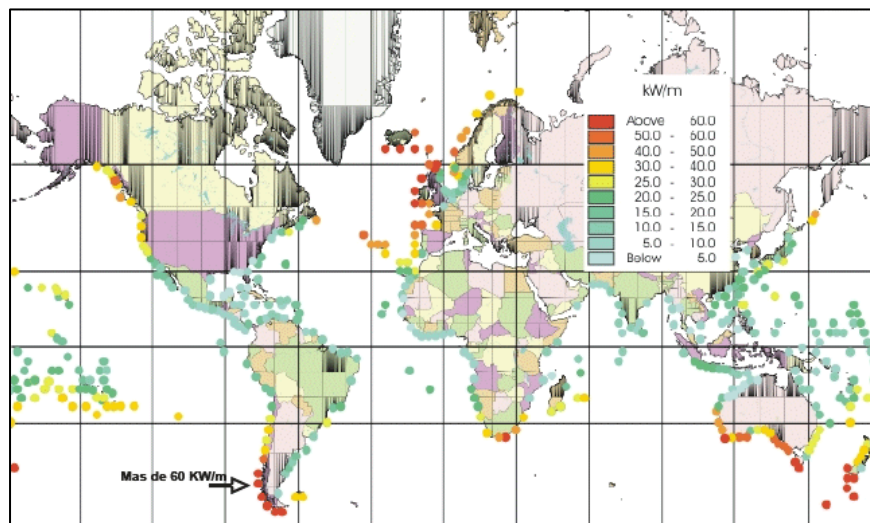 kW/m
Above 60.0
50.0 - 60.0
40.0 - 50.0
30.0 - 40.0
25.0 - 30.0
20.0 - 25.0
15.0 - 20.0
10.0 - 15.0
5.0 - 10.0
Below 5.0
Mas de 60 KW/m